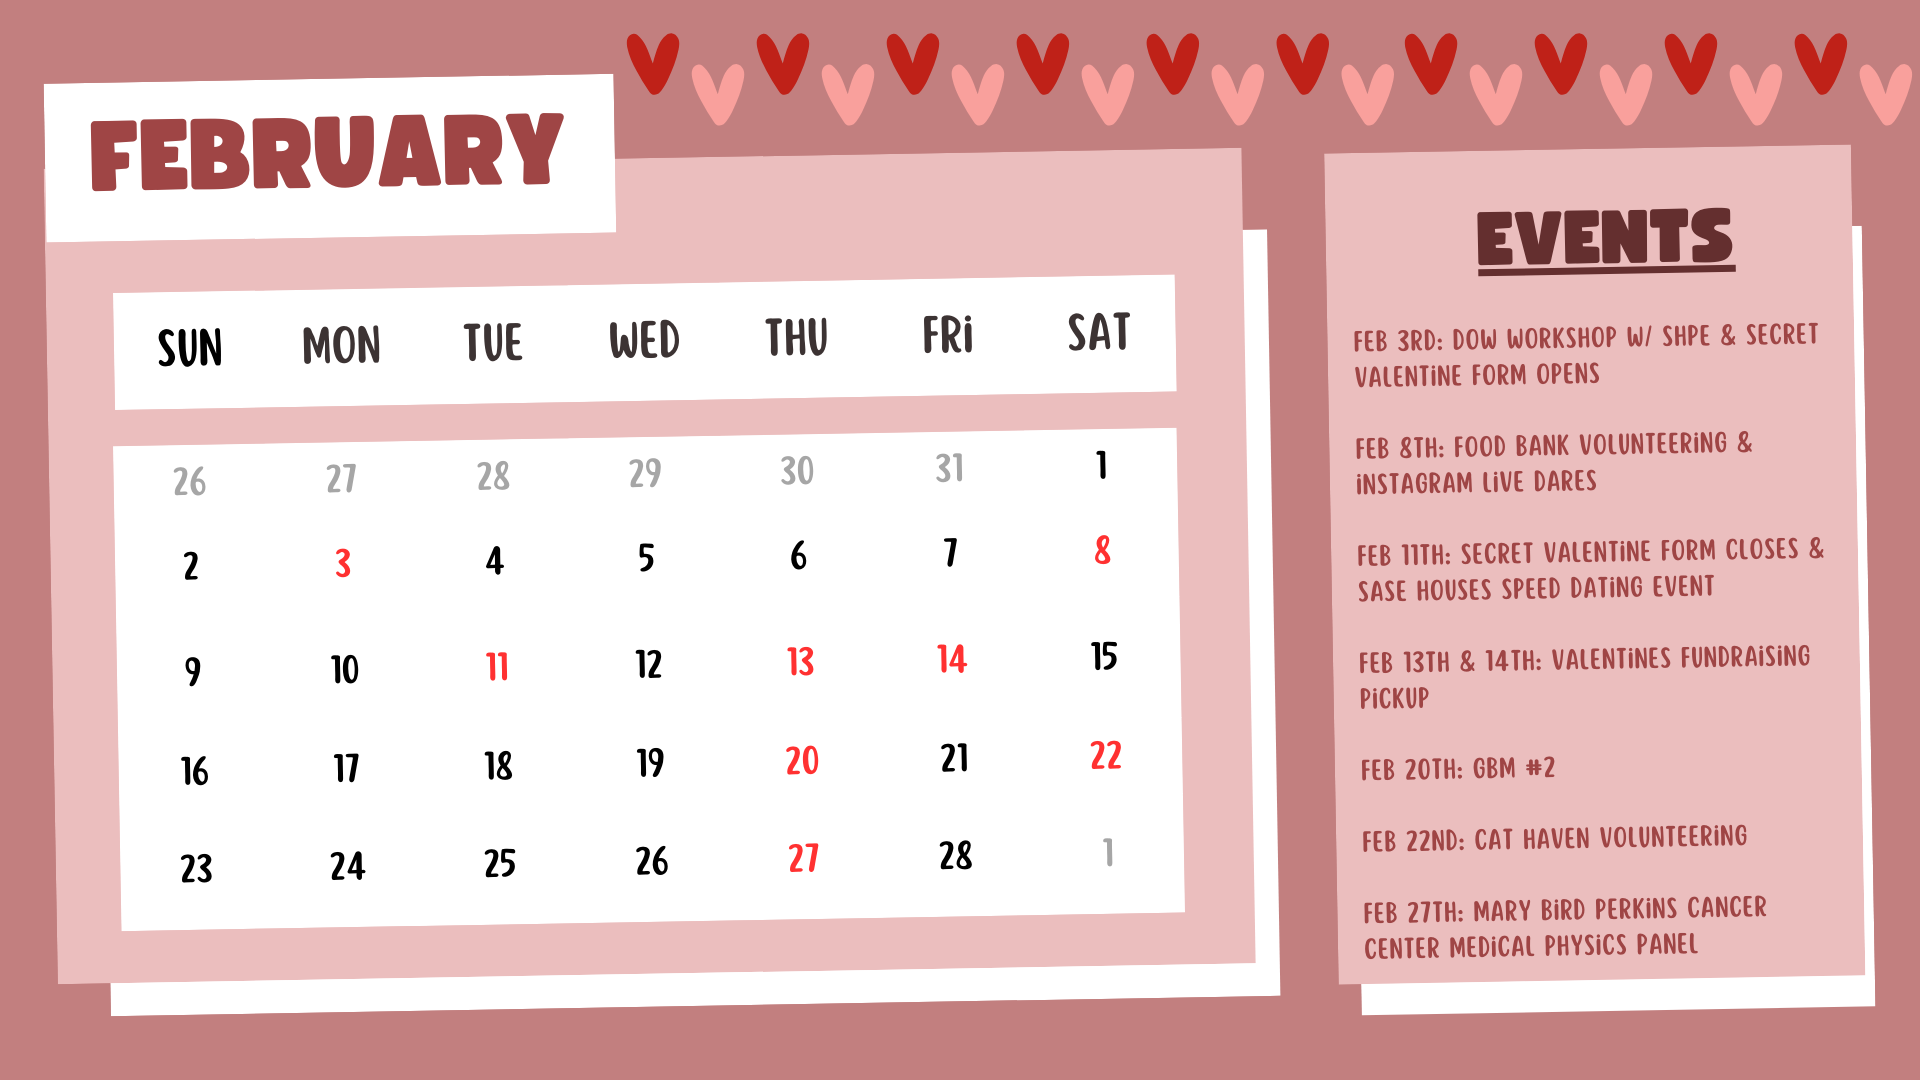 FEBRUARY
SUN MON TUE WED THU FRI SAT
26 27 28 29 30 31 1
2 3 4 5 6 7 8
9 10 11 12 13 14 15
16 17 18 19 20 21 22
23 24 25 26 27 28 1
EVENTS
FEB 3RD: DOW WORKSHOP W/ SHPE & SECRET
VALENTINE FORM OPENS
FEB 8TH: FOOD BANK VOLUNTEERING &
INSTAGRAM LIVE DARES
FEB 11TH: SECRET VALENTINE FORM CLOSES &
SASE HOUSES SPEED DATING EVENT
FEB 13TH & 14TH: VALENTINES FUNDRAISING
PICKUP
FEB 20TH: GBM #2
FEB 22ND: CAT HAVEN VOLUNTEERING
FEB 27TH: MARY BIRD PERKINS CANCER
CENTER MEDICAL PHYSICS PANEL